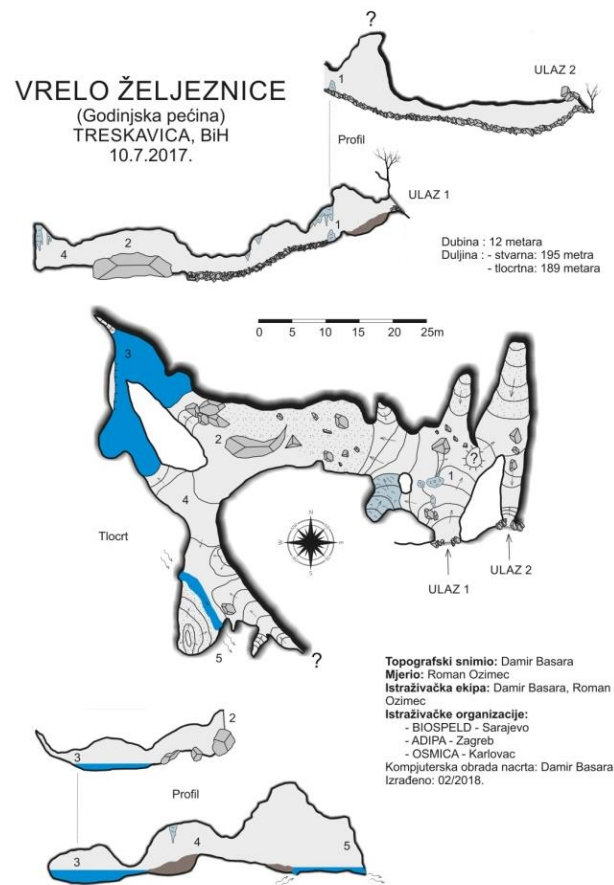 ?
VRELO ŽELJEZNICE
(Godinjska pećina)
TRESKAVICA, BiH
10.7.2017.
1
ULAZ 2
Profil
ULAZ 1
1
2
4
Dubina : 12 metara
Duljina : - stvarna: 195 metra
- tlocrtna: 189 metara
0 5 10 15 20 25m
3
2
?
1
4
Tlocrt
N
E
S
W
ULAZ 1
ULAZ 2
5
?
Topografski snimio: Damir Basara
Mjerio: Roman Ozimec
Istraživačka ekipa: Damir Basara, Roman
Ozimec
Istraživačke organizacije:
- BIOSPELD - Sarajevo
- ADIPA - Zagreb
- OSMICA - Karlovac
Kompjuterska obrada nacrta: Damir Basara
Izrađeno: 02/2018.
2
3
Profil
3
4
5